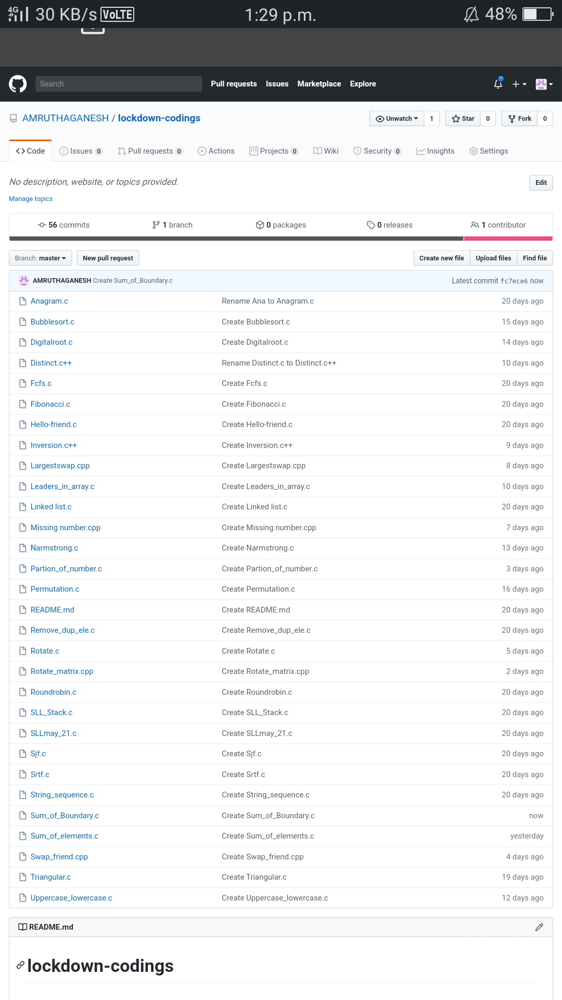 4G 30 KB/s VoLTE 1:29 p.m. 48%
Search Pull requests Issues Marketplace Explore
AMRUTHAGANESH / lockdown-codings Unwatch 1 Star 0 Fork 0
Code Issues 0 Pull requests 0 Actions Projects 0 Wiki Security 0 Insights Settings
No description, website, or topics provided. Edit
Manage topics
56 commits 1 branch 0 packages 0 releases 1 contributor
Branch: master New pull request Create new file Upload files Find file
AMRUTHAGANESH Create Sum_of_Boundary.c Latest commit fc7ece6 now
Anagram.c Rename Ana to Anagram.c 20 days ago
Bubblesort.c Create Bubblesort.c 15 days ago
Digitalroot.c Create Digitalroot.c 14 days ago
Distinct.c++ Rename Distinct.c to Distinct.c++ 10 days ago
Fcfs.c Create Fcfs.c 20 days ago
Fibonacci.c Create Fibonacci.c 20 days ago
Hello-friend.c Create Hello-friend.c 20 days ago
Inversion.c++ Create Inversion.c++ 9 days ago
Largestswap.cpp Create Largestswap.cpp 8 days ago
Leaders_in_array.c Create Leaders_in_array.c 10 days ago
Linked list.c Create Linked list.c 20 days ago
Missing number.cpp Create Missing number.cpp 7 days ago
Narmstrong.c Create Narmstrong.c 13 days ago
Partion_of_number.c Create Partion_of_number.c 3 days ago
Permutation.c Create Permutation.c 16 days ago
README.md Create README.md 20 days ago
Remove_dup_ele.c Create Remove_dup_ele.c 20 days ago
Rotate.c Create Rotate.c 5 days ago
Rotate_matrix.cpp Create Rotate_matrix.cpp 2 days ago
Roundrobin.c Create Roundrobin.c 20 days ago
SLL_Stack.c Create SLL_Stack.c 20 days ago
SLLmay_21.c Create SLLmay_21.c 20 days ago
Sjf.c Create Sjf.c 20 days ago
Srtf.c Create Srtf.c 20 days ago
String_sequence.c Create String_sequence.c 20 days ago
Sum_of_Boundary.c Create Sum_of_Boundary.c now
Sum_of_elements.c Create Sum_of_elements.c yesterday
Swap_friend.cpp Create Swap_friend.cpp 4 days ago
Triangular.c Create Triangular.c 19 days ago
Uppercase_lowercase.c Create Uppercase_lowercase.c 12 days ago
README.md
lockdown-codings